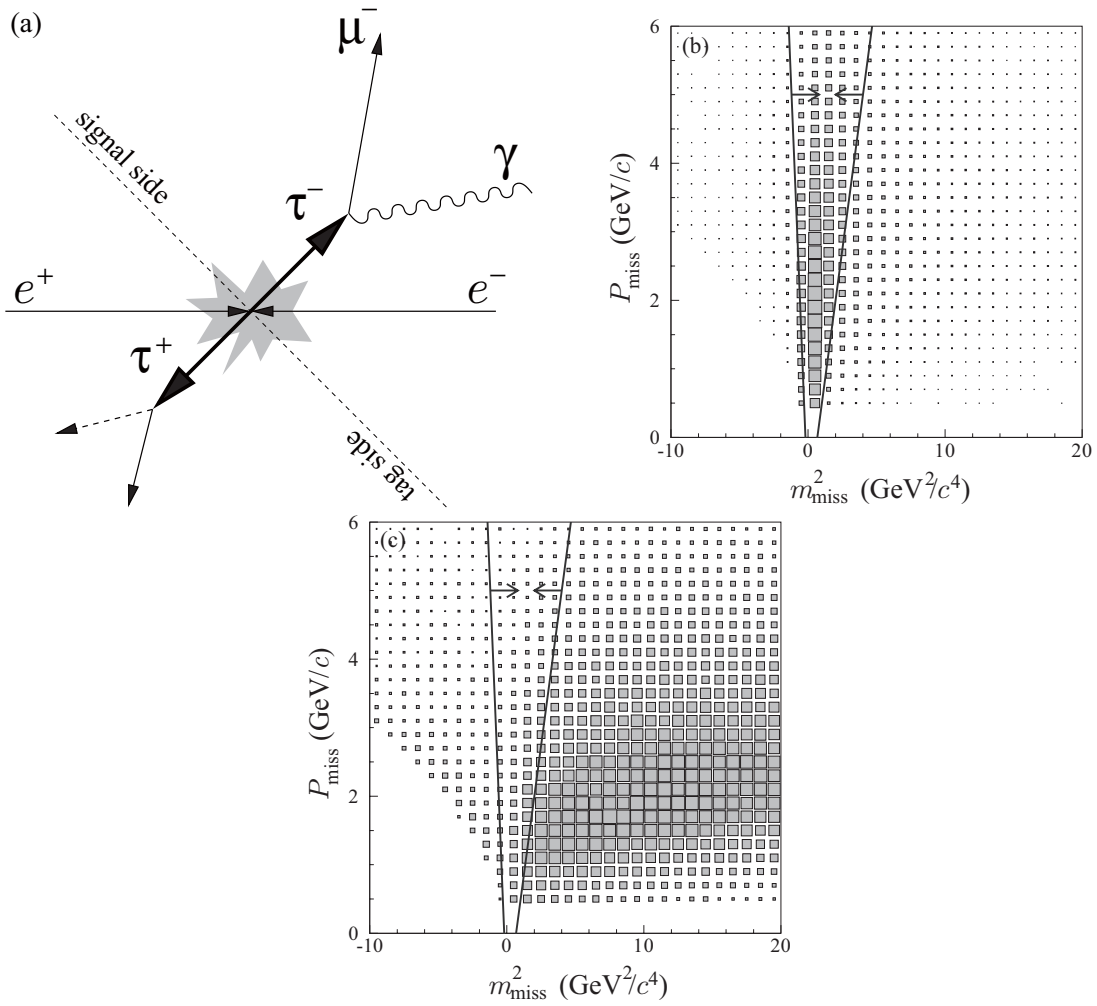 (a)
μ⁻
signal side
γ
τ⁻
e⁺
e⁻
τ⁺
tag side
(b)
P_miss (GeV/c)
6
4
2
0
-10
0
10
20
m²_miss (GeV²/c⁴)
(c)
P_miss (GeV/c)
6
4
2
0
-10
0
10
20
m²_miss (GeV²/c⁴)